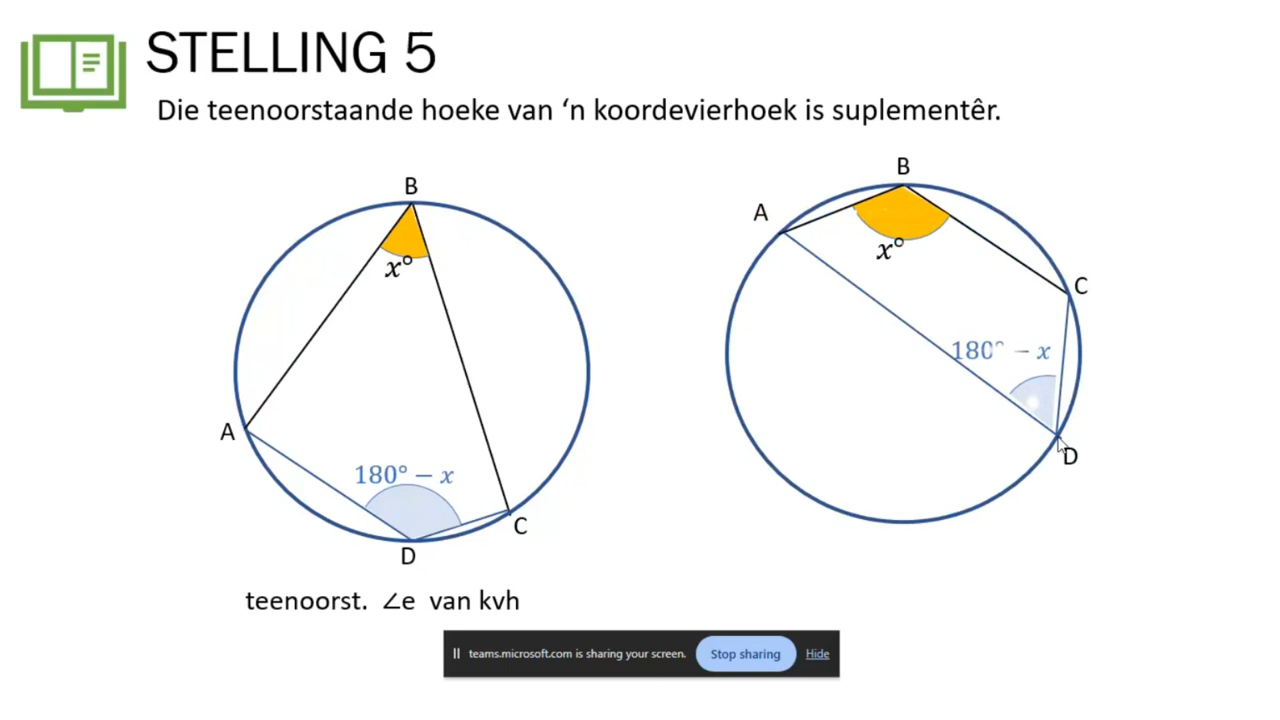 STELLING 5
Die teenoorstaande hoeke van ‘n koordevierhoek is suplementêr.
B
x°
A
180° – x
C
D
B
A
x°
C
180° – x
D
teenoorst. ∠e van kvh
teams.microsoft.com is sharing your screen. Stop sharing Hide